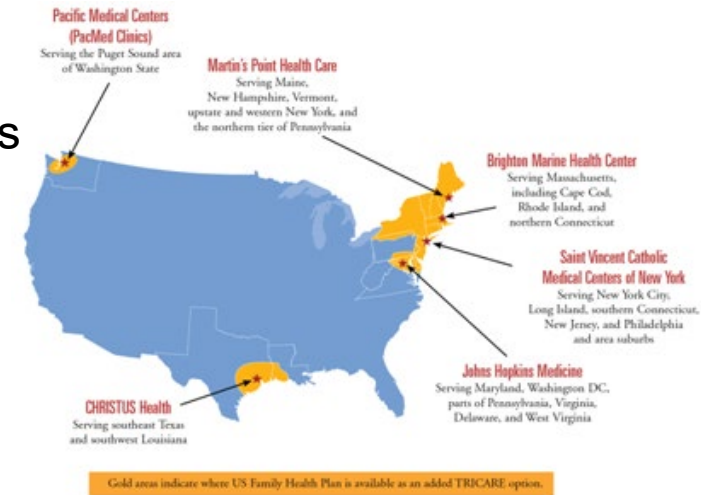 Pacific Medical Centers
(PacMed Clinics)
Serving the Puget Sound area
of Washington State
Martin's Point Health Care
Serving Maine,
New Hampshire, Vermont,
upstate and western New York, and
the northern tier of Pennsylvania
s
Brighton Marine Health Center
Serving Massachusetts,
including Cape Cod,
Rhode Island, and
northern Connecticut
Saint Vincent Catholic
Medical Centers of New York
Serving New York City,
Long Island, southern Connecticut,
New Jersey, and Philadelphia
and area suburbs
Johns Hopkins Medicine
Serving Maryland, Washington DC,
parts of Pennsylvania, Virginia,
Delaware, and West Virginia
CHRISTUS Health
Serving southeast Texas
and southwest Louisiana
Gold areas indicate where US Family Health Plan is available as an added TRICARE option.